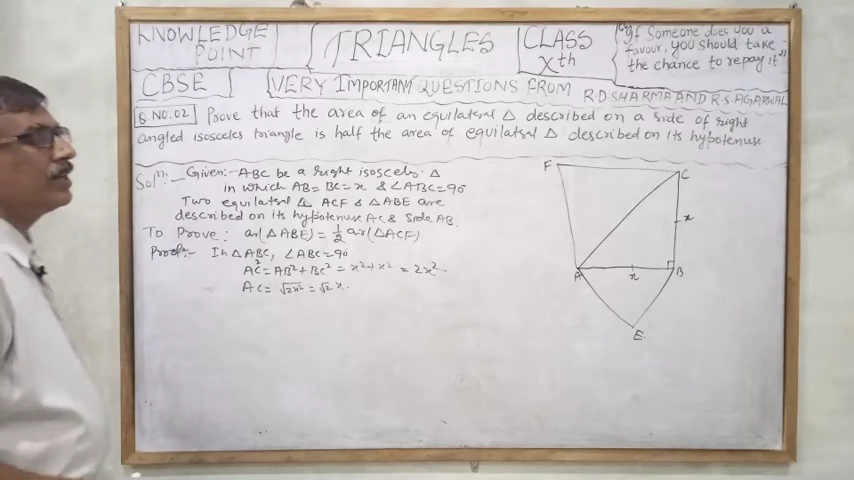 KNOWLEDGE POINT
TRIANGLES
CLASS Xth
"If Someone does you a favour, you should take the chance to repay it"
CBSE
VERY IMPORTANT QUESTIONS FROM R.D SHARMA AND R.S. AGARWAL
Q.NO.02 Prove that the area of an equilateral △ described on a side of right
angled isosceles triangle is half the area of equilateral △ described on its hypotenuse
Solⁿ:- Given:- ABC be a right isosceles △
in which AB = BC = x & ∠ABC = 90
Two equilateral △s ACF & △ABE are
described on its hypotenuse AC & Side AB.
To Prove: ar(△ABE) = 1/2 ar(△ACF)
Proof:- In △ABC, ∠ABC = 90
AC² = AB² + BC² = x² + x² = 2x².
AC = √2x² = √2 x.
F
C
x
A
x
B
E